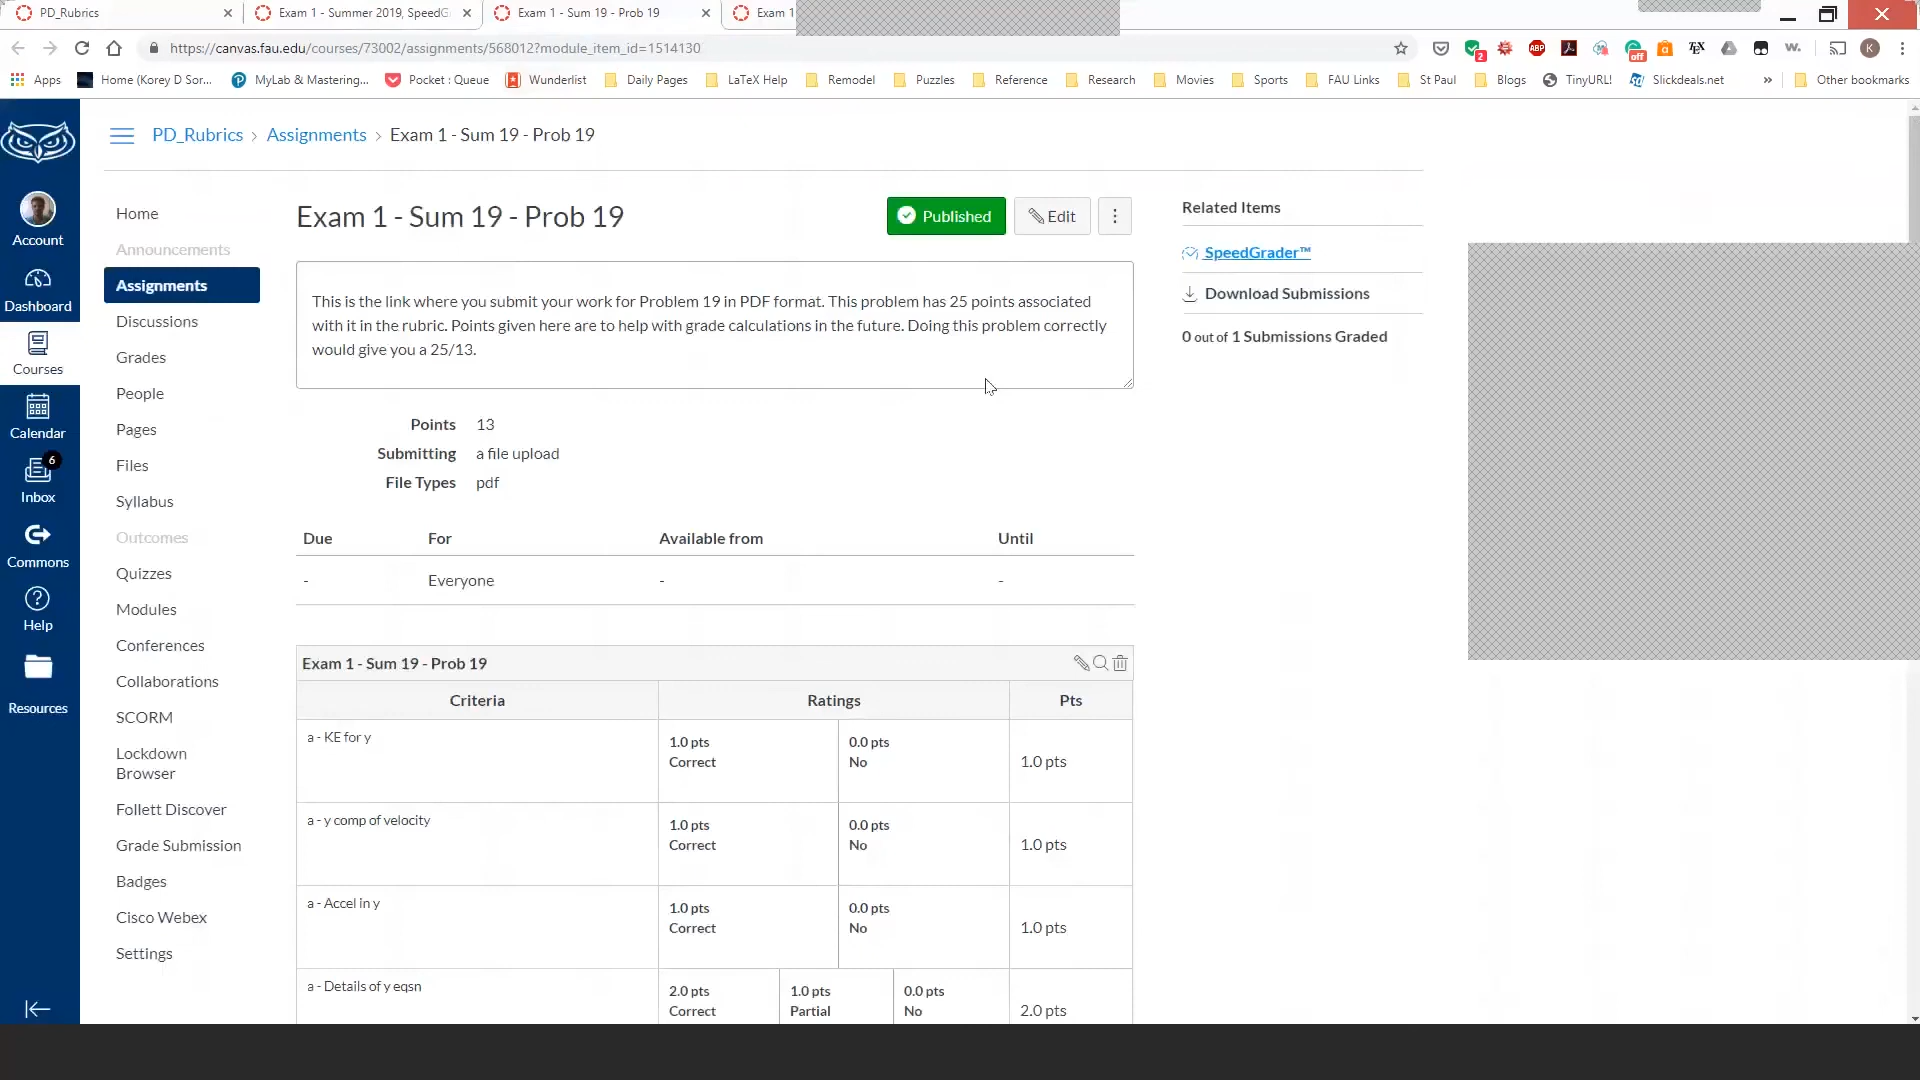 PD_Rubrics
Exam 1 - Summer 2019, SpeedG
Exam 1 - Sum 19 - Prob 19
Exam 1
https://canvas.fau.edu/courses/73002/assignments/568012?module_item_id=1514130
2
ABP
off
TEX
W.
K
Apps
Home (Korey D Sor...
MyLab & Mastering...
Pocket : Queue
Wunderlist
Daily Pages
LaTeX Help
Remodel
Puzzles
Reference
Research
Movies
Sports
FAU Links
St Paul
Blogs
TinyURL!
Slickdeals.net
»
Other bookmarks
PD_Rubrics › Assignments › Exam 1 - Sum 19 - Prob 19
Account
Dashboard
Courses
Calendar
6
Inbox
Commons
Help
Resources
Home
Announcements
Assignments
Discussions
Grades
People
Pages
Files
Syllabus
Outcomes
Quizzes
Modules
Conferences
Collaborations
SCORM
Lockdown
Browser
Follett Discover
Grade Submission
Badges
Cisco Webex
Settings
Exam 1 - Sum 19 - Prob 19
Published
Edit
This is the link where you submit your work for Problem 19 in PDF format. This problem has 25 points associated
with it in the rubric. Points given here are to help with grade calculations in the future. Doing this problem correctly
would give you a 25/13.
Points 13
Submitting a file upload
File Types pdf
Due For Available from Until
- Everyone - -
Exam 1 - Sum 19 - Prob 19
Criteria Ratings Pts
a - KE for y
1.0 pts 0.0 pts
Correct No
1.0 pts
a - y comp of velocity
1.0 pts 0.0 pts
Correct No
1.0 pts
a - Accel in y
1.0 pts 0.0 pts
Correct No
1.0 pts
a - Details of y eqsn
2.0 pts 1.0 pts 0.0 pts
Correct Partial No
2.0 pts
Related Items
SpeedGrader™
Download Submissions
0 out of 1 Submissions Graded